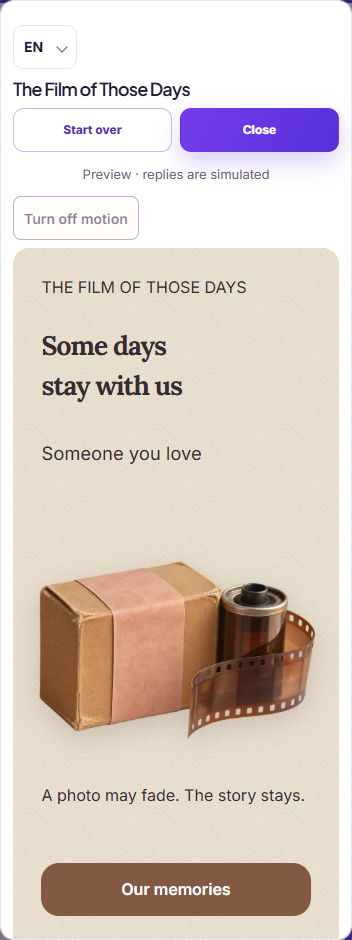 EN
The Film of Those Days
Start over
Close
Preview · replies are simulated
Turn off motion
THE FILM OF THOSE DAYS
Some days
stay with us
Someone you love
A photo may fade. The story stays.
Our memories